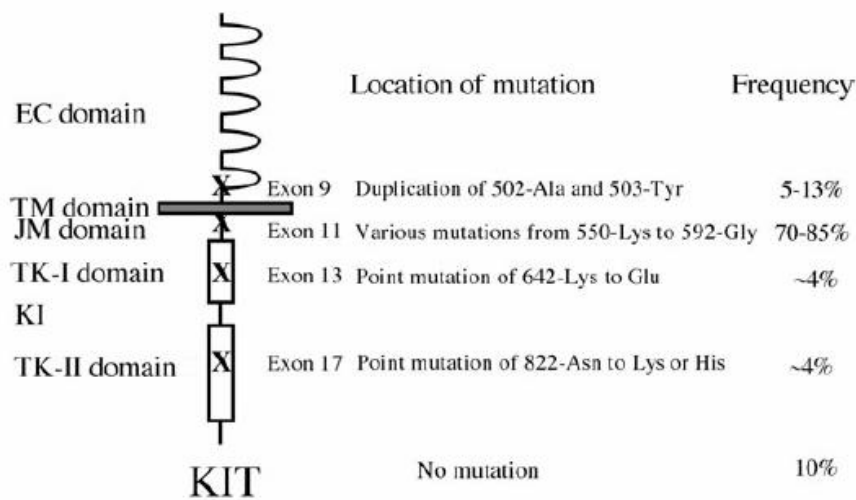 Location of mutation Frequency
EC domain
X Exon 9 Duplication of 502-Ala and 503-Tyr 5-13%
TM domain
JM domain X Exon 11 Various mutations from 550-Lys to 592-Gly 70-85%
TK-I domain X Exon 13 Point mutation of 642-Lys to Glu ~4%
KI
TK-II domain X Exon 17 Point mutation of 822-Asn to Lys or His ~4%
KIT No mutation 10%